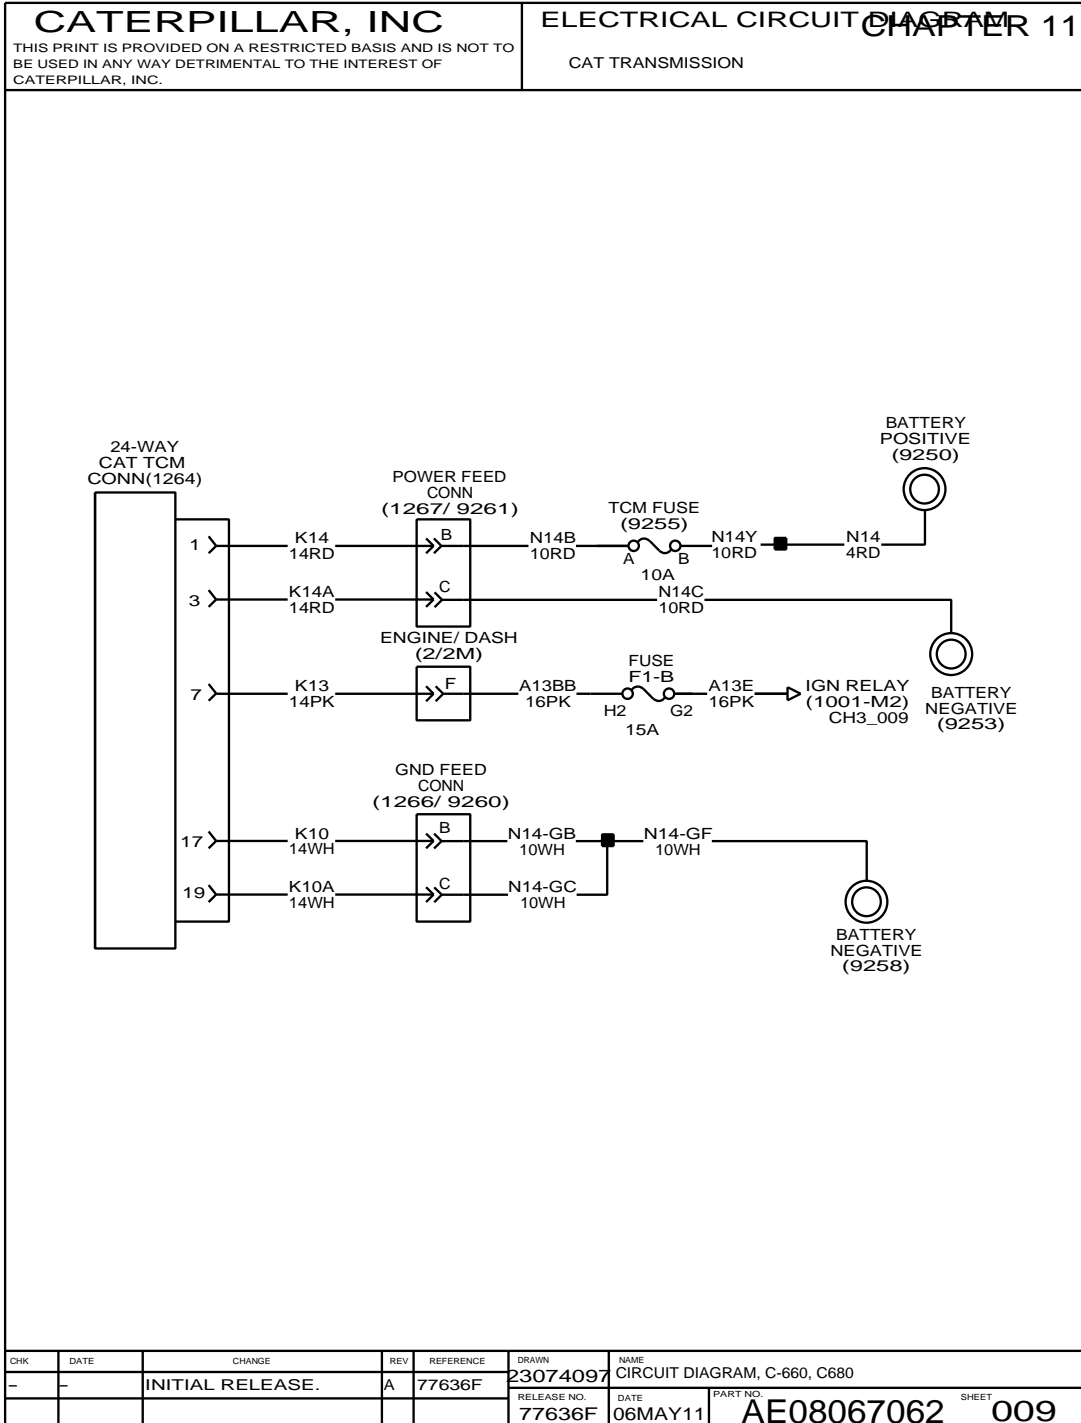 CATERPILLAR, INC
THIS PRINT IS PROVIDED ON A RESTRICTED BASIS AND IS NOT TO
BE USED IN ANY WAY DETRIMENTAL TO THE INTEREST OF
CATERPILLAR, INC.
ELECTRICAL CIRCUIT DIAGRAM
CHAPTER 11
CAT TRANSMISSION
24-WAY
CAT TCM
CONN(1264)
POWER FEED
CONN
(1267/ 9261)
TCM FUSE
(9255)
BATTERY
POSITIVE
(9250)
1
K14
14RD
B
N14B
10RD
A
B
10A
N14Y
10RD
N14
4RD
3
K14A
14RD
C
N14C
10RD
ENGINE/ DASH
(2/2M)
FUSE
F1-B
7
K13
14PK
F
A13BB
16PK
H2
G2
15A
A13E
16PK
IGN RELAY
(1001-M2)
CH3_009
BATTERY
NEGATIVE
(9253)
GND FEED
CONN
(1266/ 9260)
17
K10
14WH
B
N14-GB
10WH
N14-GF
10WH
19
K10A
14WH
C
N14-GC
10WH
BATTERY
NEGATIVE
(9258)
CHK DATE CHANGE REV REFERENCE
- - INITIAL RELEASE. A 77636F
DRAWN
23074097
NAME
CIRCUIT DIAGRAM, C-660, C680
RELEASE NO.
77636F
DATE
06MAY11
PART NO.
AE08067062
SHEET
009